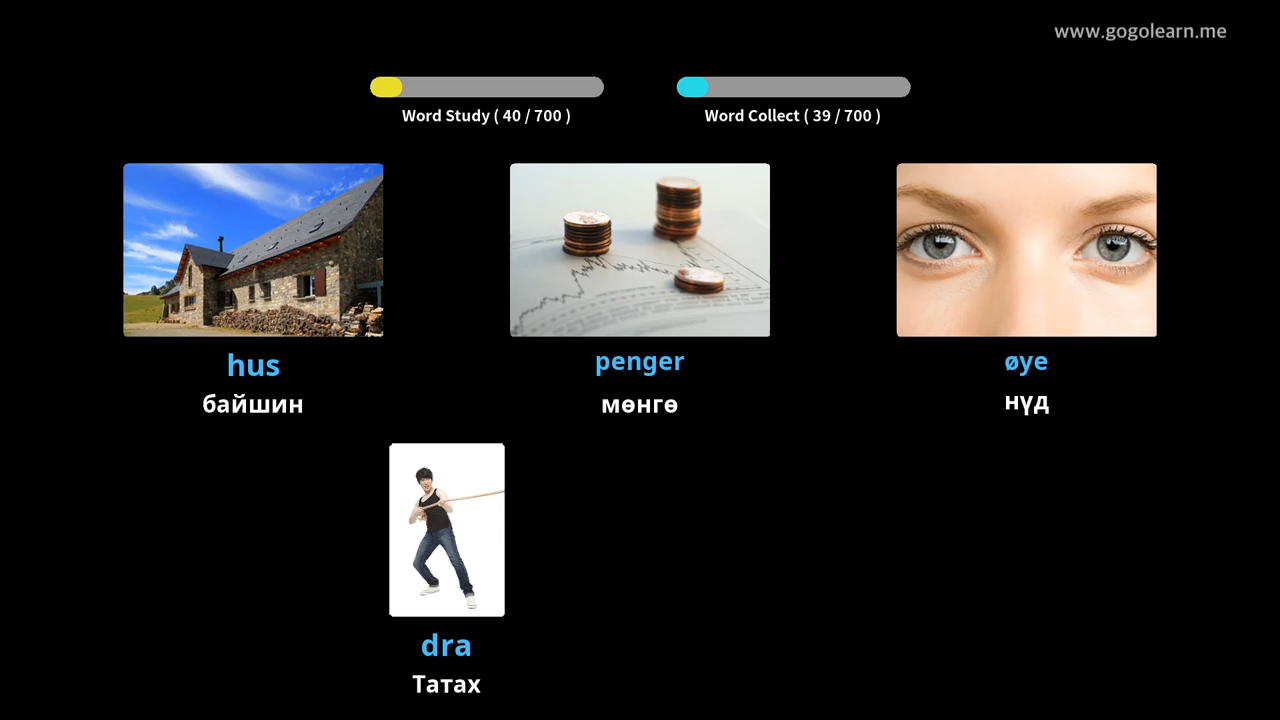 www.gogolearn.me
Word Study ( 40 / 700 )
Word Collect ( 39 / 700 )
hus
байшин
penger
мөнгө
øye
нүд
dra
Татах